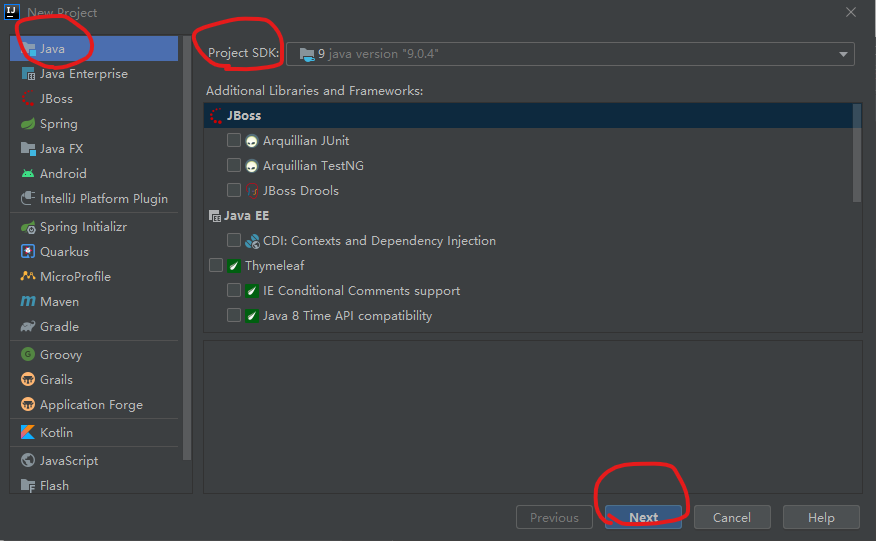 New Project
Java
Java Enterprise
JBoss
Spring
Java FX
Android
IntelliJ Platform Plugin
Spring Initializr
Quarkus
MicroProfile
Maven
Gradle
Groovy
Grails
Application Forge
Kotlin
JavaScript
Flash
Project SDK: 9 java version "9.0.4"
Additional Libraries and Frameworks:
JBoss
Arquillian JUnit
Arquillian TestNG
JBoss Drools
Java EE
CDI: Contexts and Dependency Injection
Thymeleaf
IE Conditional Comments support
Java 8 Time API compatibility
Previous Next Cancel Help